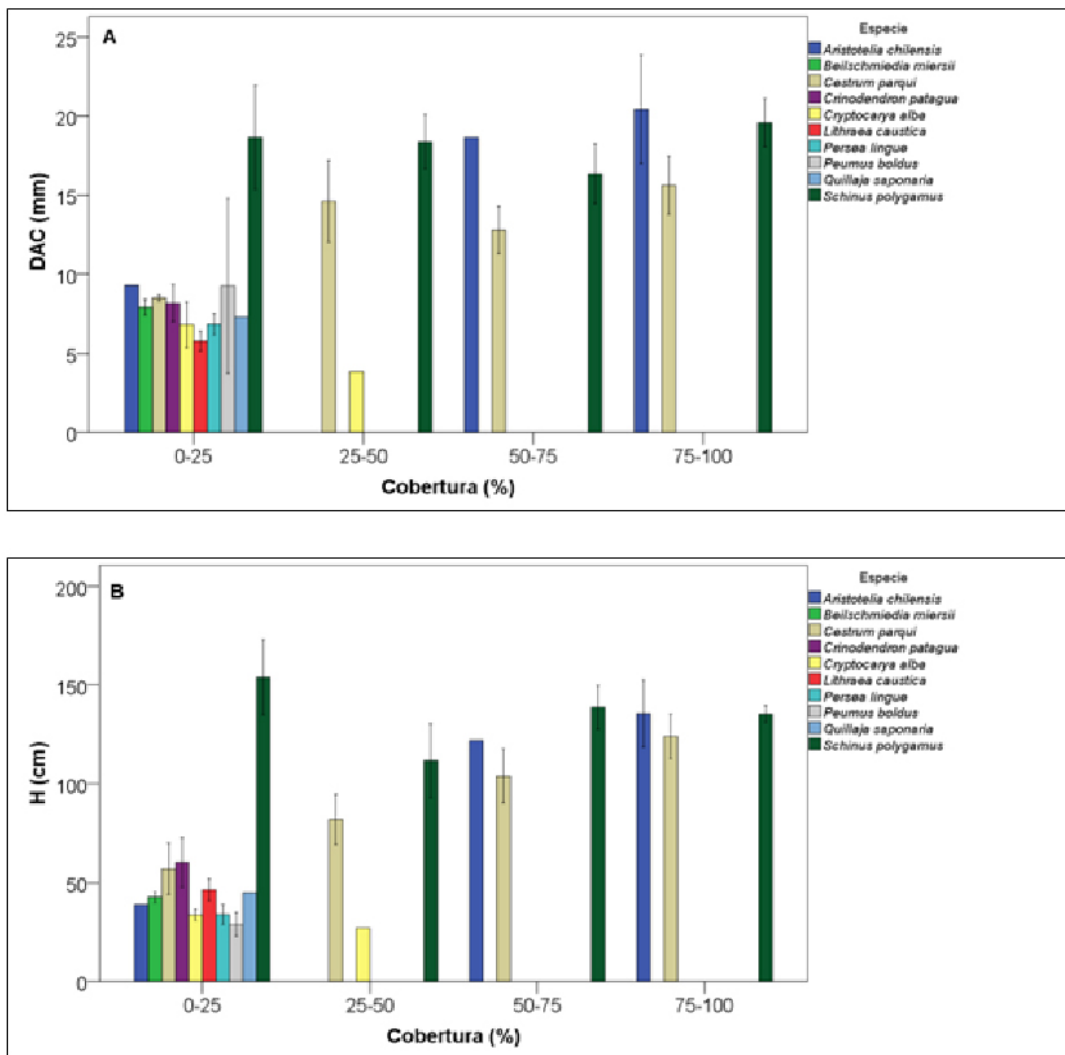 A
25
20
15
10
5
0
DAC (mm)
0-25
25-50
50-75
75-100
Cobertura (%)
Especie
Aristotelia chilensis
Beilschmiedia miersii
Cestrum parqui
Crinodendron patagua
Cryptocarya alba
Lithraea caustica
Persea lingue
Peumus boldus
Quillaja saponaria
Schinus polygamus
B
200
150
100
50
0
H (cm)
0-25
25-50
50-75
75-100
Cobertura (%)
Especie
Aristotelia chilensis
Beilschmiedia miersii
Cestrum parqui
Crinodendron patagua
Cryptocarya alba
Lithraea caustica
Persea lingue
Peumus boldus
Quillaja saponaria
Schinus polygamus